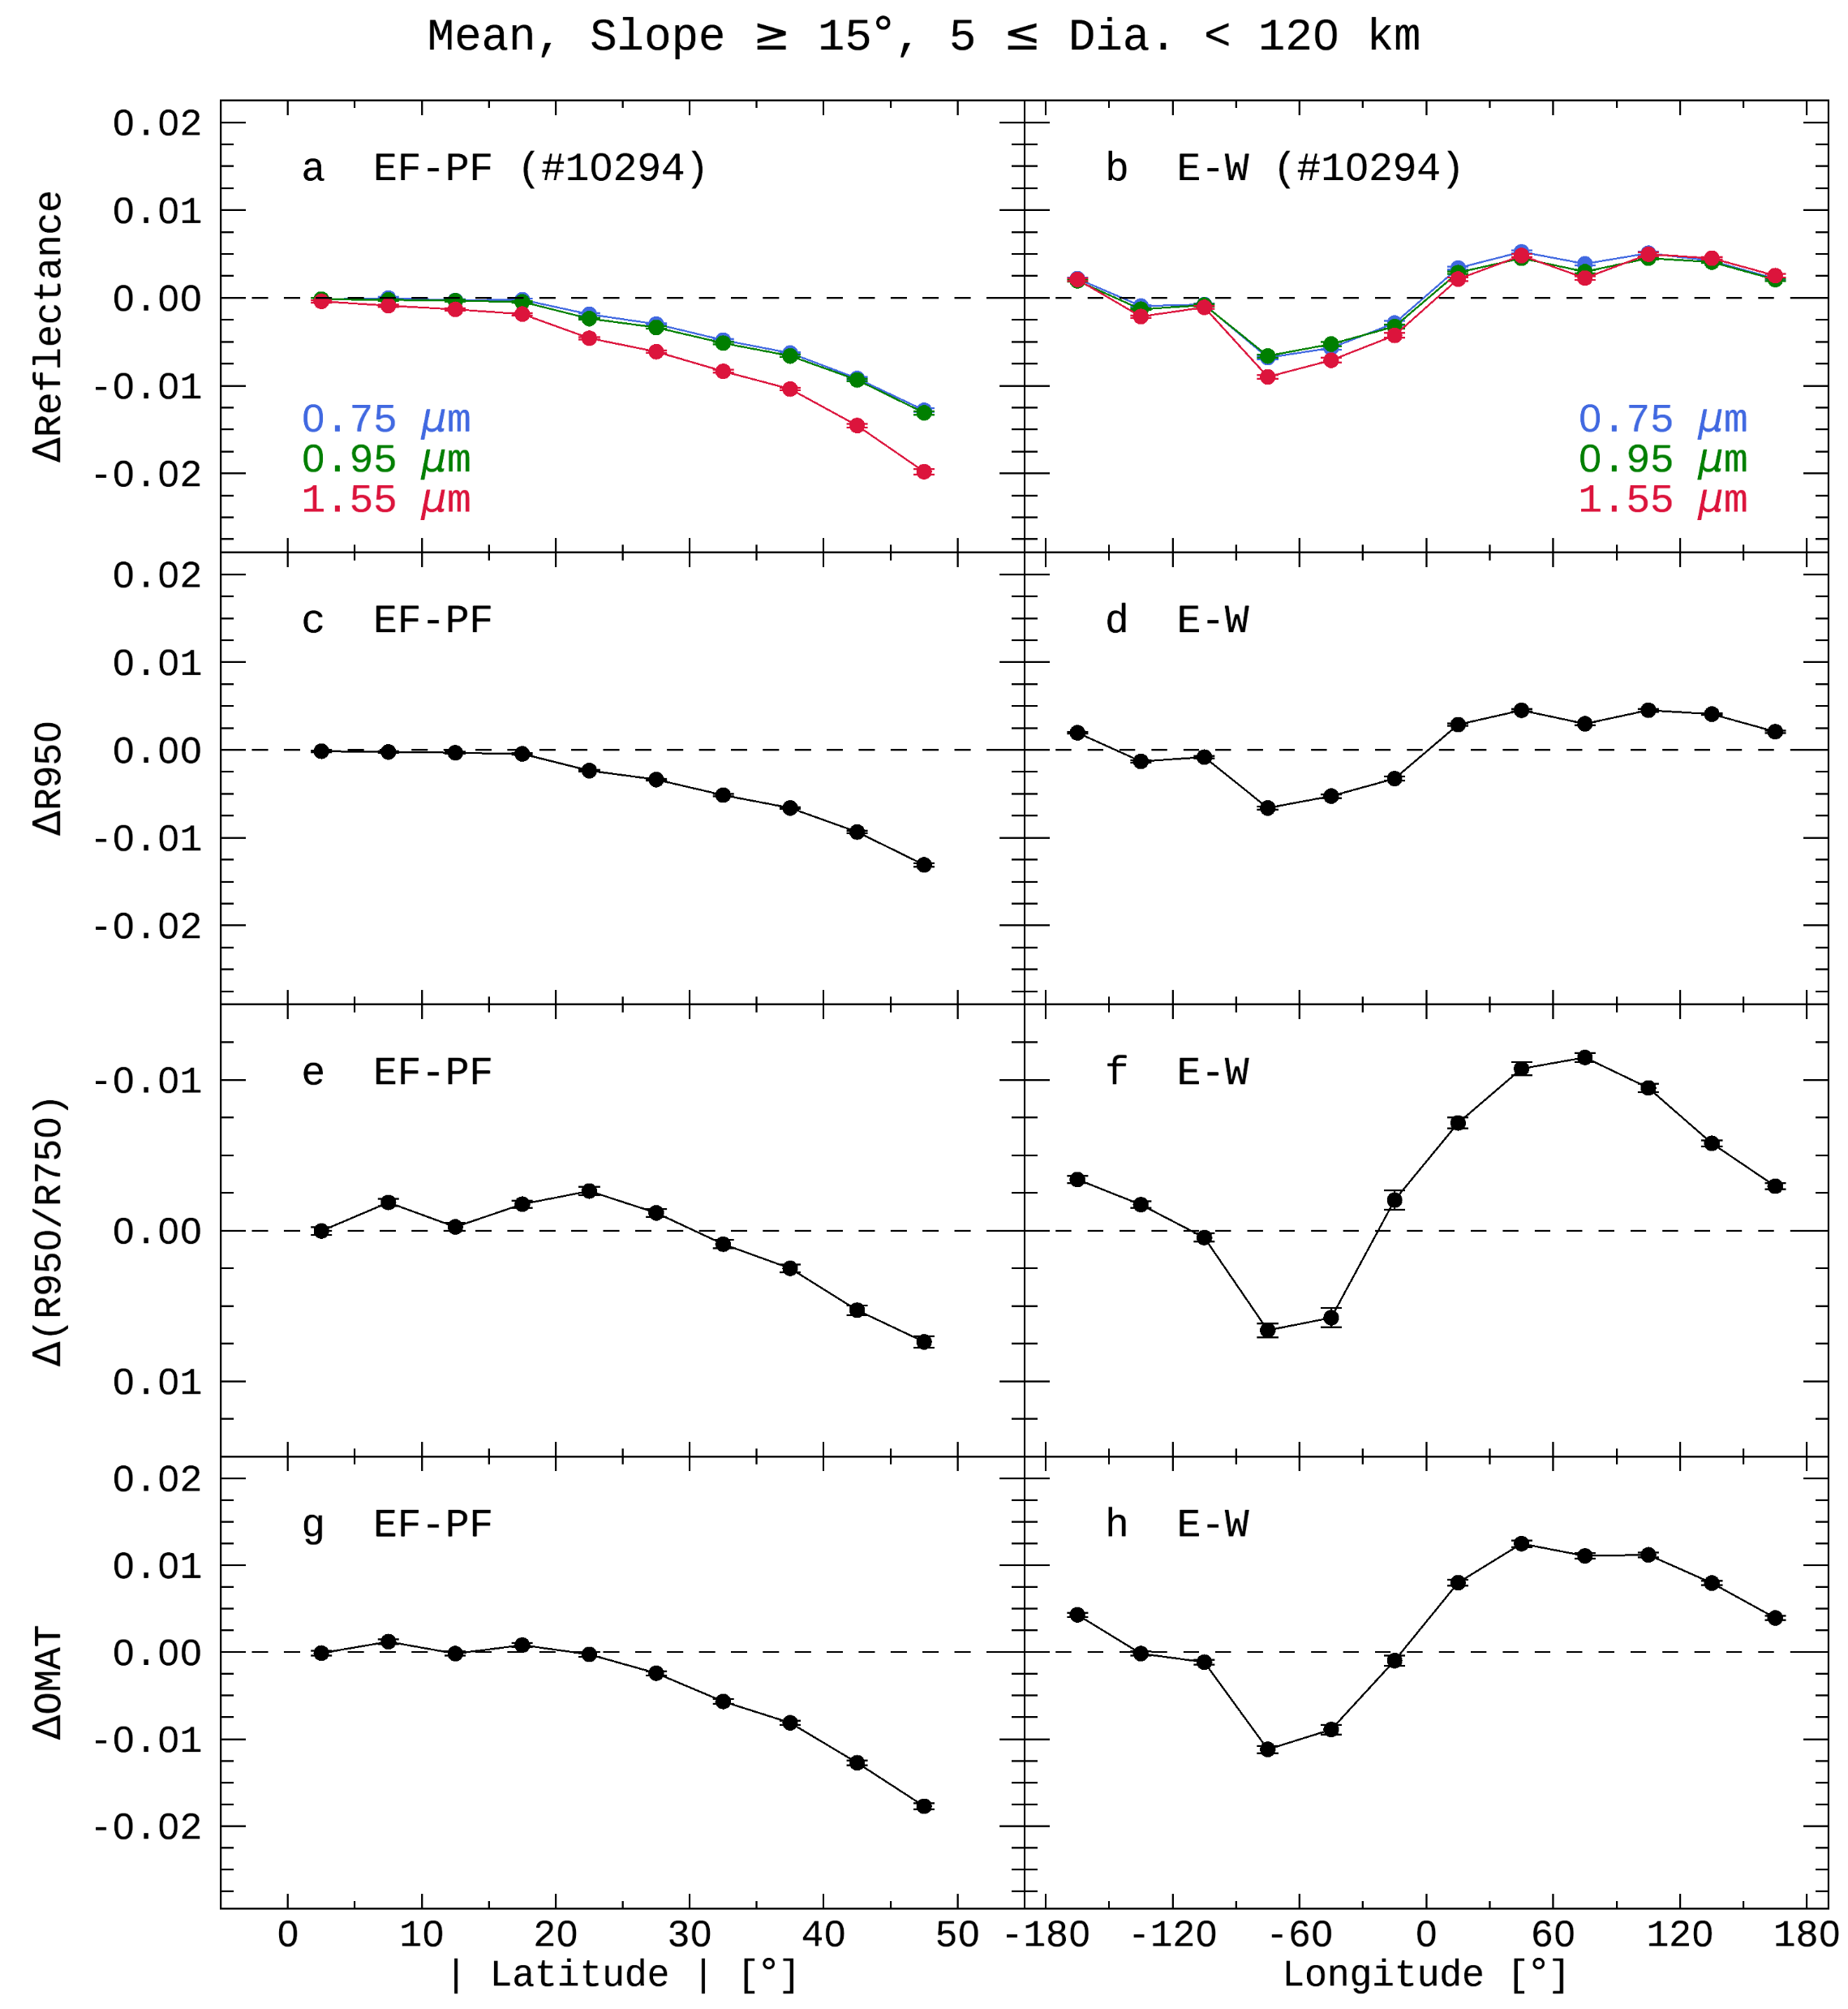 Mean, Slope ≥ 15°, 5 ≤ Dia. < 120 km
ΔReflectance
0.02
0.01
0.00
-0.01
-0.02
a EF-PF (#10294)
0.75 μm
0.95 μm
1.55 μm
b E-W (#10294)
0.75 μm
0.95 μm
1.55 μm
ΔR950
0.02
0.01
0.00
-0.01
-0.02
c EF-PF
d E-W
Δ(R950/R750)
-0.01
0.00
0.01
e EF-PF
f E-W
ΔOMAT
0.02
0.01
0.00
-0.01
-0.02
g EF-PF
h E-W
0 10 20 30 40 50
-180 -120 -60 0 60 120 180
| Latitude | [°]
Longitude [°]